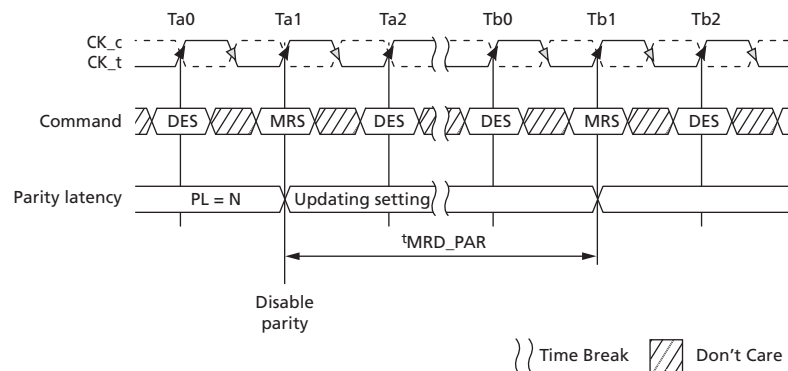 Ta0 Ta1 Ta2 Tb0 Tb1 Tb2
CK_c
CK_t
Command DES MRS DES DES MRS DES
Parity latency PL = N Updating setting
tMRD_PAR
Disable
parity
Time Break Don't Care